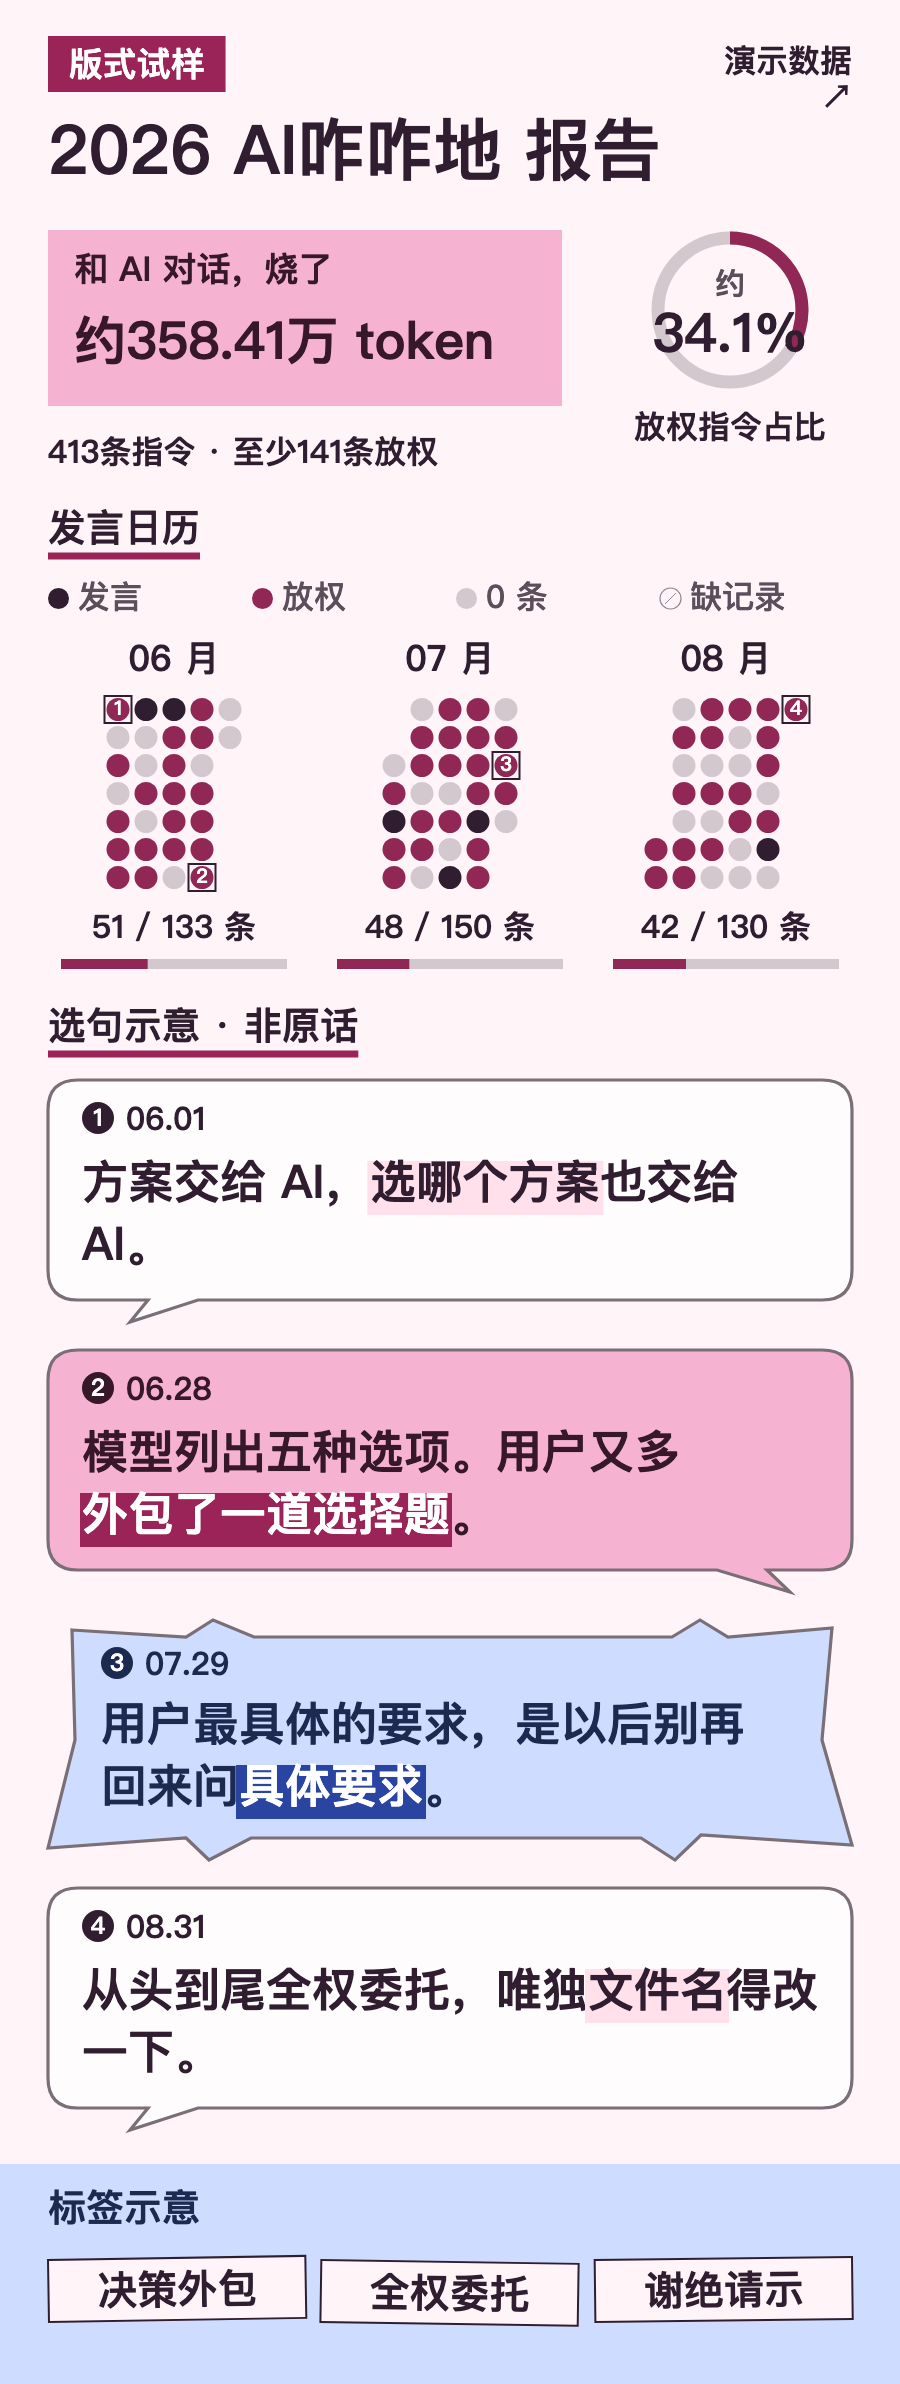 版式试样
演示数据
↗
2026 AI咋咋地 报告
和 AI 对话，烧了
约358.41万 token
约
34.1%
放权指令占比
413条指令 · 至少141条放权
发言日历
发言
放权
0 条
缺记录
06 月
07 月
08 月
1
4
3
2
51 / 133 条
48 / 150 条
42 / 130 条
选句示意 · 非原话
1 06.01
方案交给 AI，选哪个方案也交给
AI。
2 06.28
模型列出五种选项。用户又多
外包了一道选择题。
3 07.29
用户最具体的要求，是以后别再
回来问具体要求。
4 08.31
从头到尾全权委托，唯独文件名得改
一下。
标签示意
决策外包
全权委托
谢绝请示